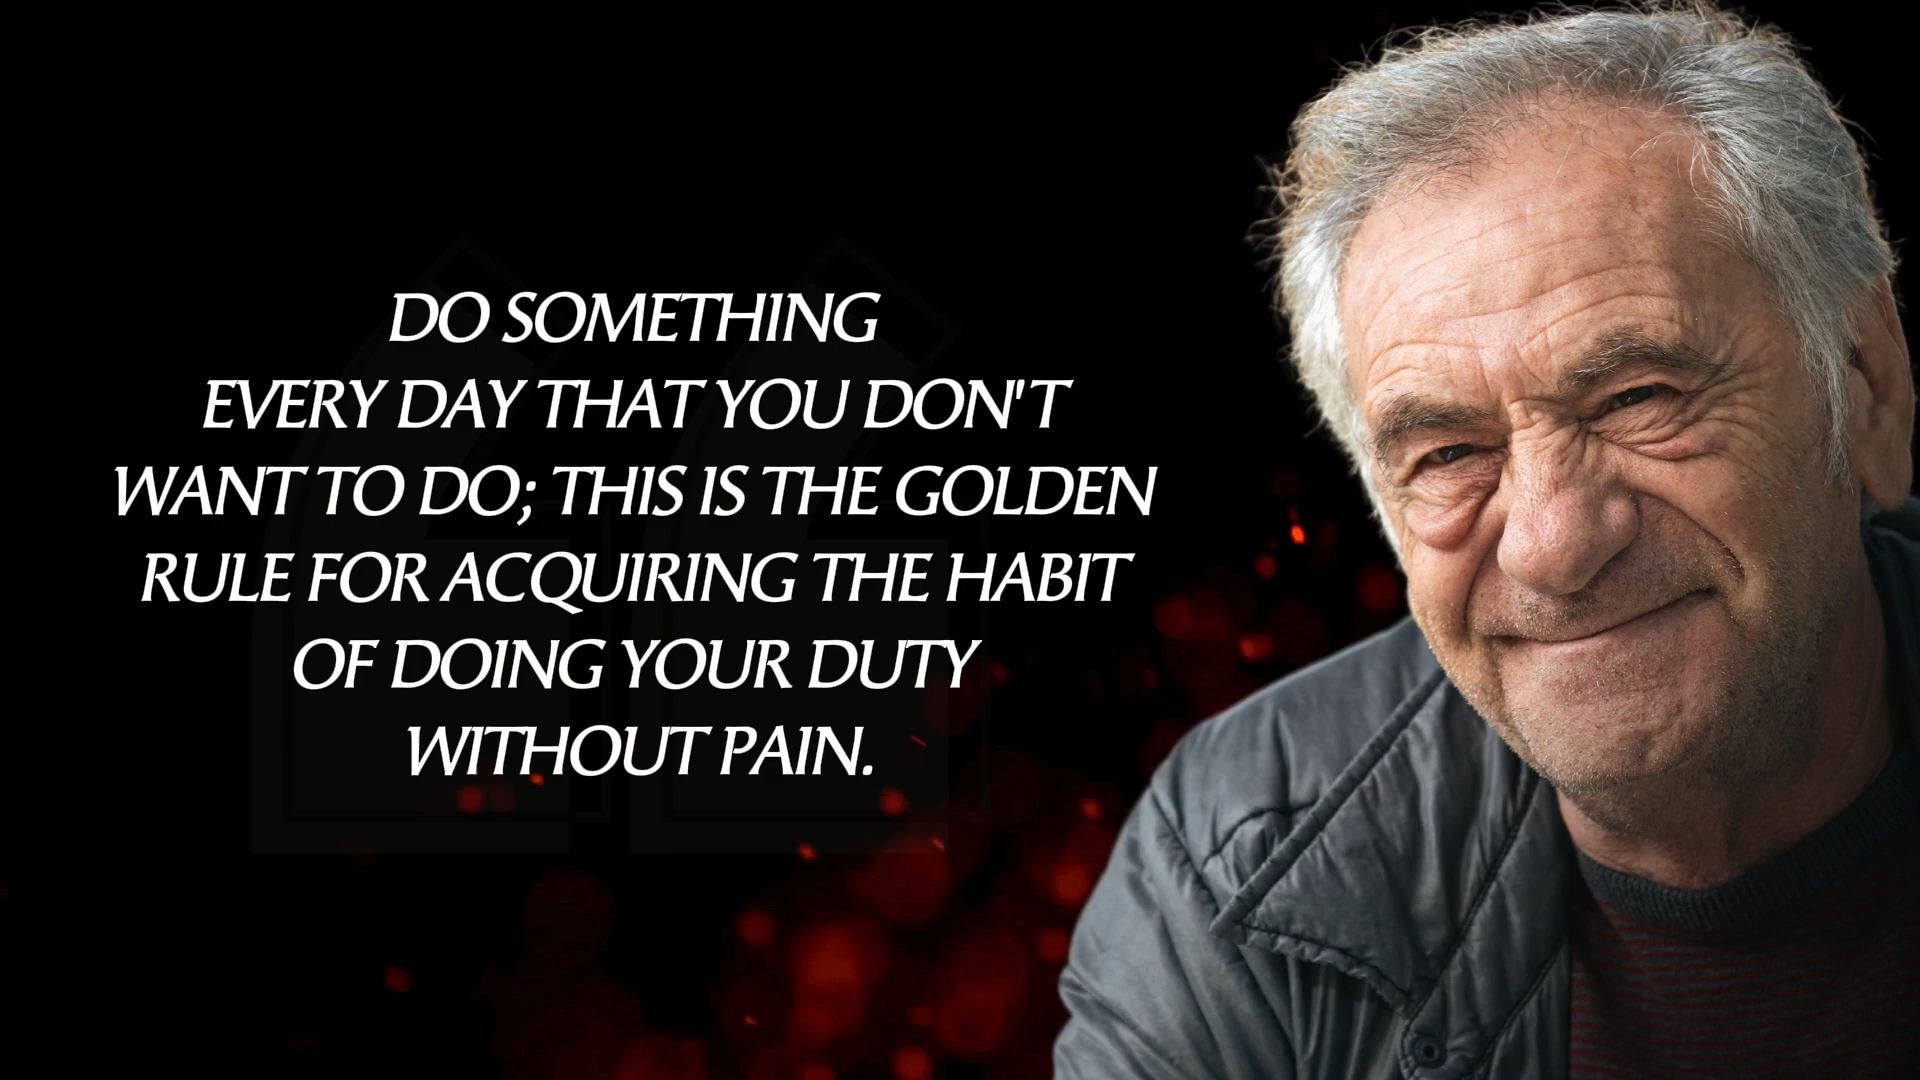 DO SOMETHING
EVERY DAY THAT YOU DON'T
WANT TO DO; THIS IS THE GOLDEN
RULE FOR ACQUIRING THE HABIT
OF DOING YOUR DUTY
WITHOUT PAIN.